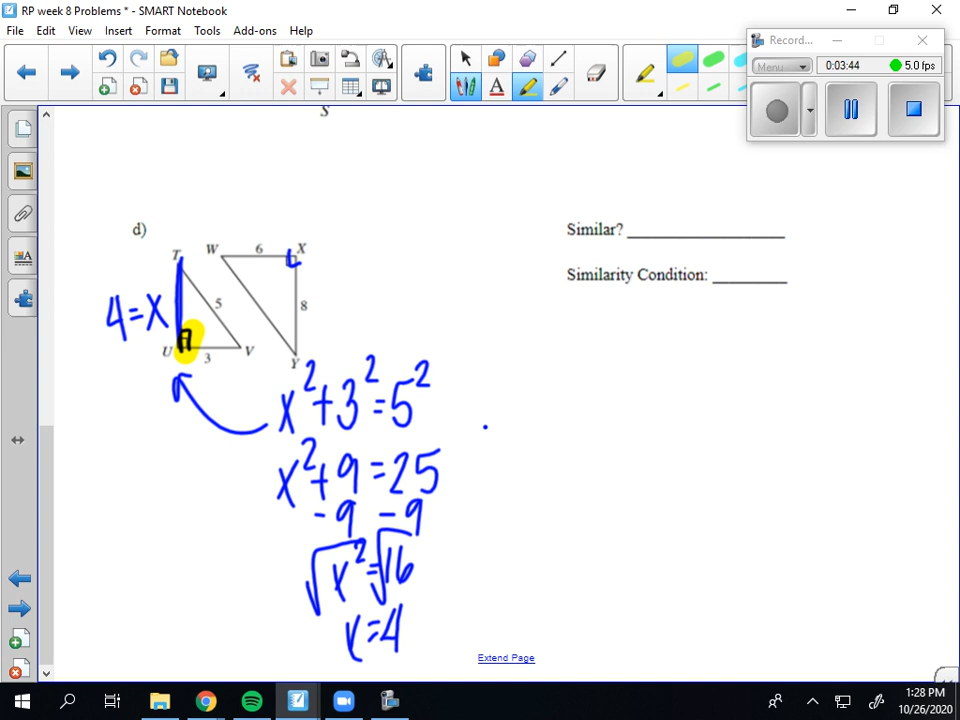 RP week 8 Problems * - SMART Notebook
File Edit View Insert Format Tools Add-ons Help
Record...
Menu 0:03:44 5.0 fps
S
d)
Similar? ________________
Similarity Condition: ________
T W 6 X
5 8
4=x
U 3 V Y
x²+3²=5²
x²+9=25
-9 -9
√x²=√16
x=4
Extend Page
1:28 PM
10/26/2020